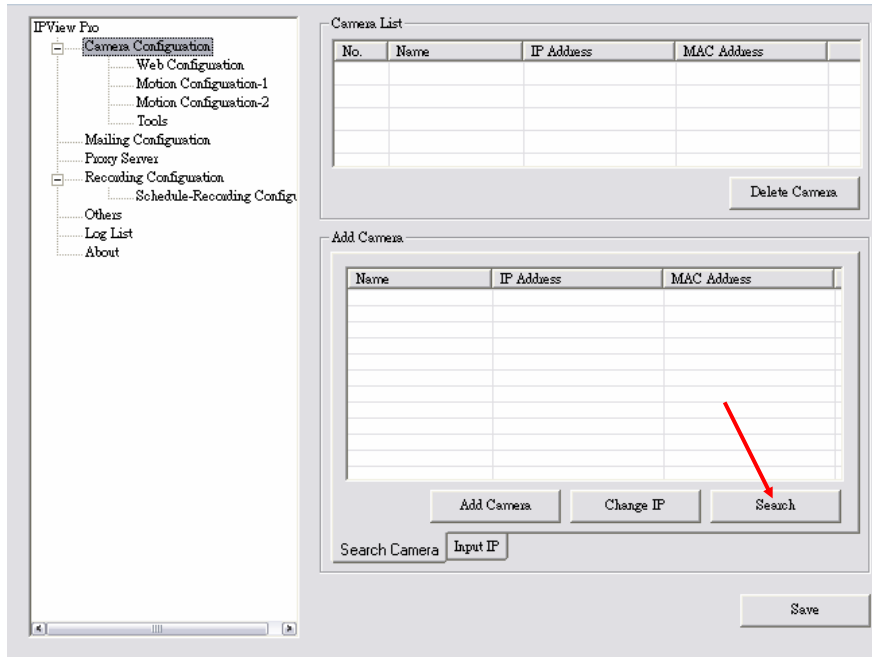 IPView Pro
Camera Configuration
Web Configuration
Motion Configuration-1
Motion Configuration-2
Tools
Mailing Configuration
Proxy Server
Recording Configuration
Schedule-Recording Configu
Others
Log List
About
Camera List
No. Name IP Address MAC Address
Delete Camera
Add Camera
Name IP Address MAC Address
Add Camera Change IP Search
Search Camera Input IP
Save